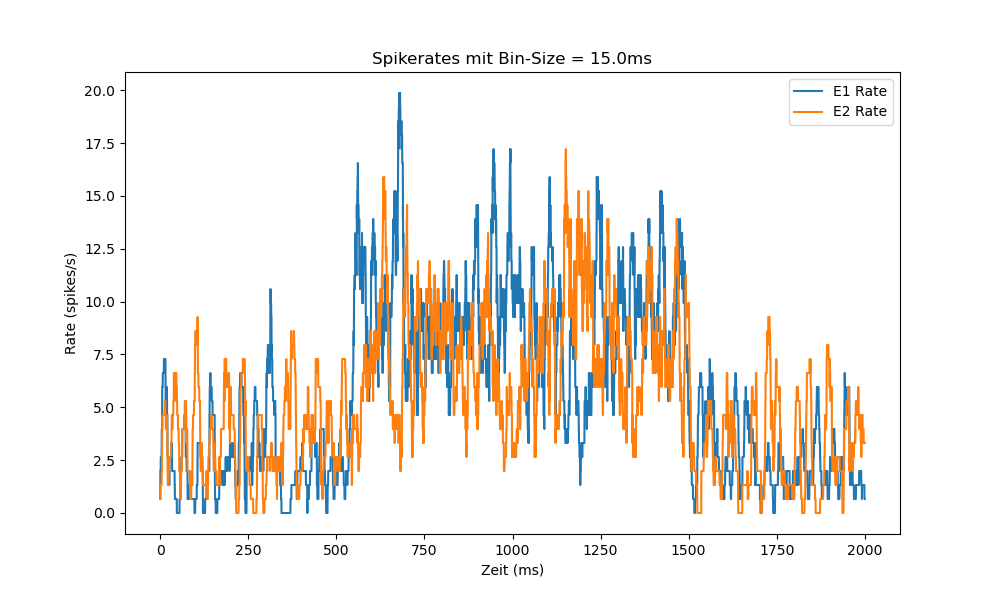 Spikerates mit Bin-Size = 15.0ms
E1 Rate
E2 Rate
20.0
17.5
15.0
12.5
10.0
7.5
5.0
2.5
0.0
Rate (spikes/s)
0 250 500 750 1000 1250 1500 1750 2000
Zeit (ms)